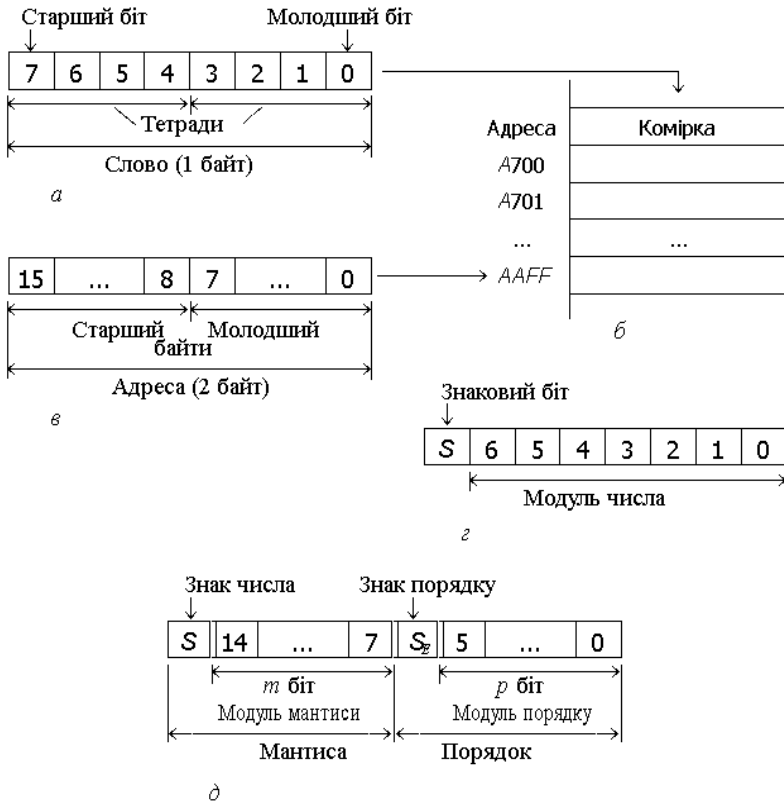 Старший біт
Молодший біт
7 6 5 4 3 2 1 0
Тетради
Слово (1 байт)
а
Адреса Комірка
A700
A701
... ...
AAFF
б
15 ... 8 7 ... 0
Старший Молодший
байти
Адреса (2 байт)
в
Знаковий біт
S 6 5 4 3 2 1 0
Модуль числа
г
Знак числа Знак порядку
S 14 ... 7 SE 5 ... 0
m біт p біт
Модуль мантиси Модуль порядку
Мантиса Порядок
д